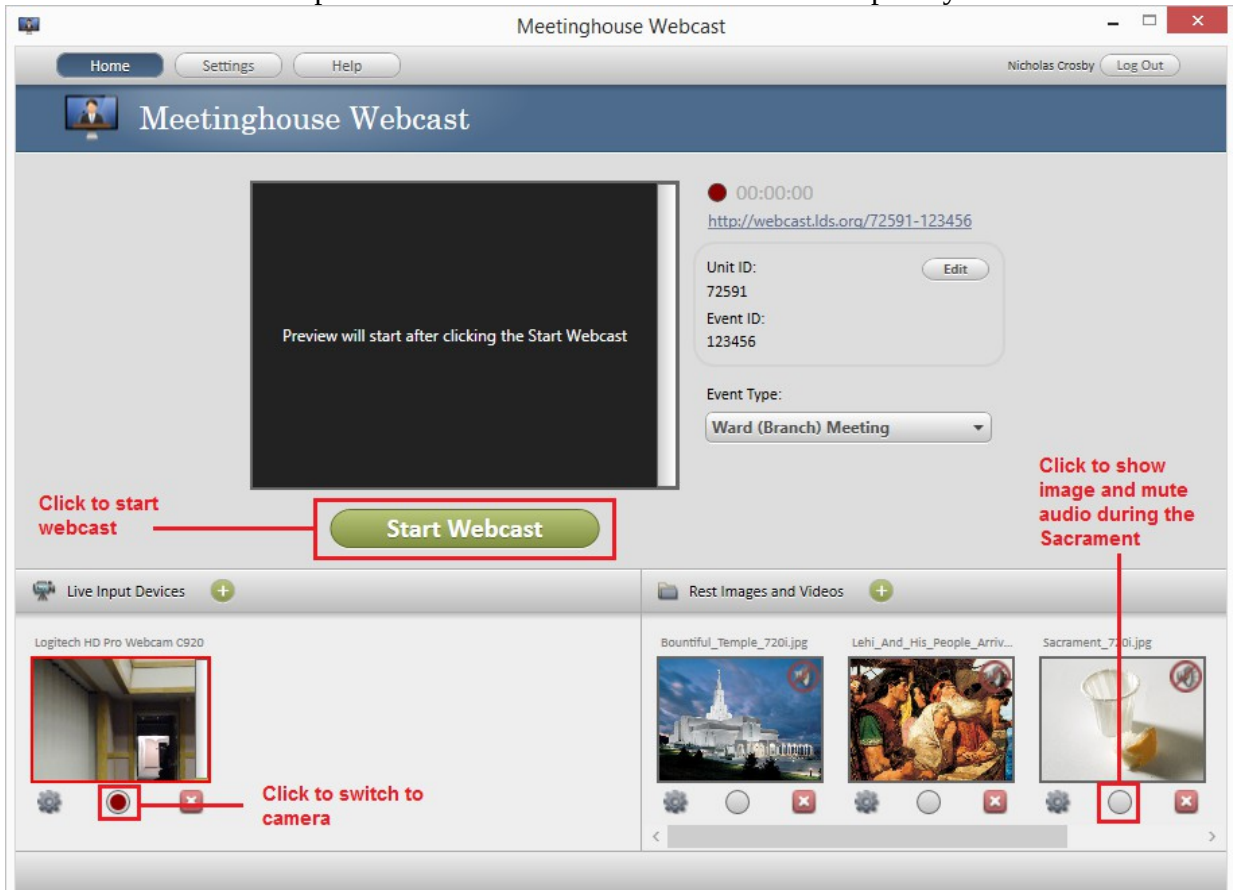 Meetinghouse Webcast
Home Settings Help Nicholas Crosby Log Out
Meetinghouse Webcast
00:00:00
http://webcast.lds.org/72591-123456
Unit ID: Edit
72591
Event ID:
123456
Preview will start after clicking the Start Webcast
Event Type:
Ward (Branch) Meeting
Click to show
image and mute
audio during the
Sacrament
Click to start
webcast
Start Webcast
Live Input Devices
Rest Images and Videos
Logitech HD Pro Webcam C920
Bountiful_Temple_720i.jpg
Lehi_And_His_People_Arriv...
Sacrament_720i.jpg
Click to switch to
camera